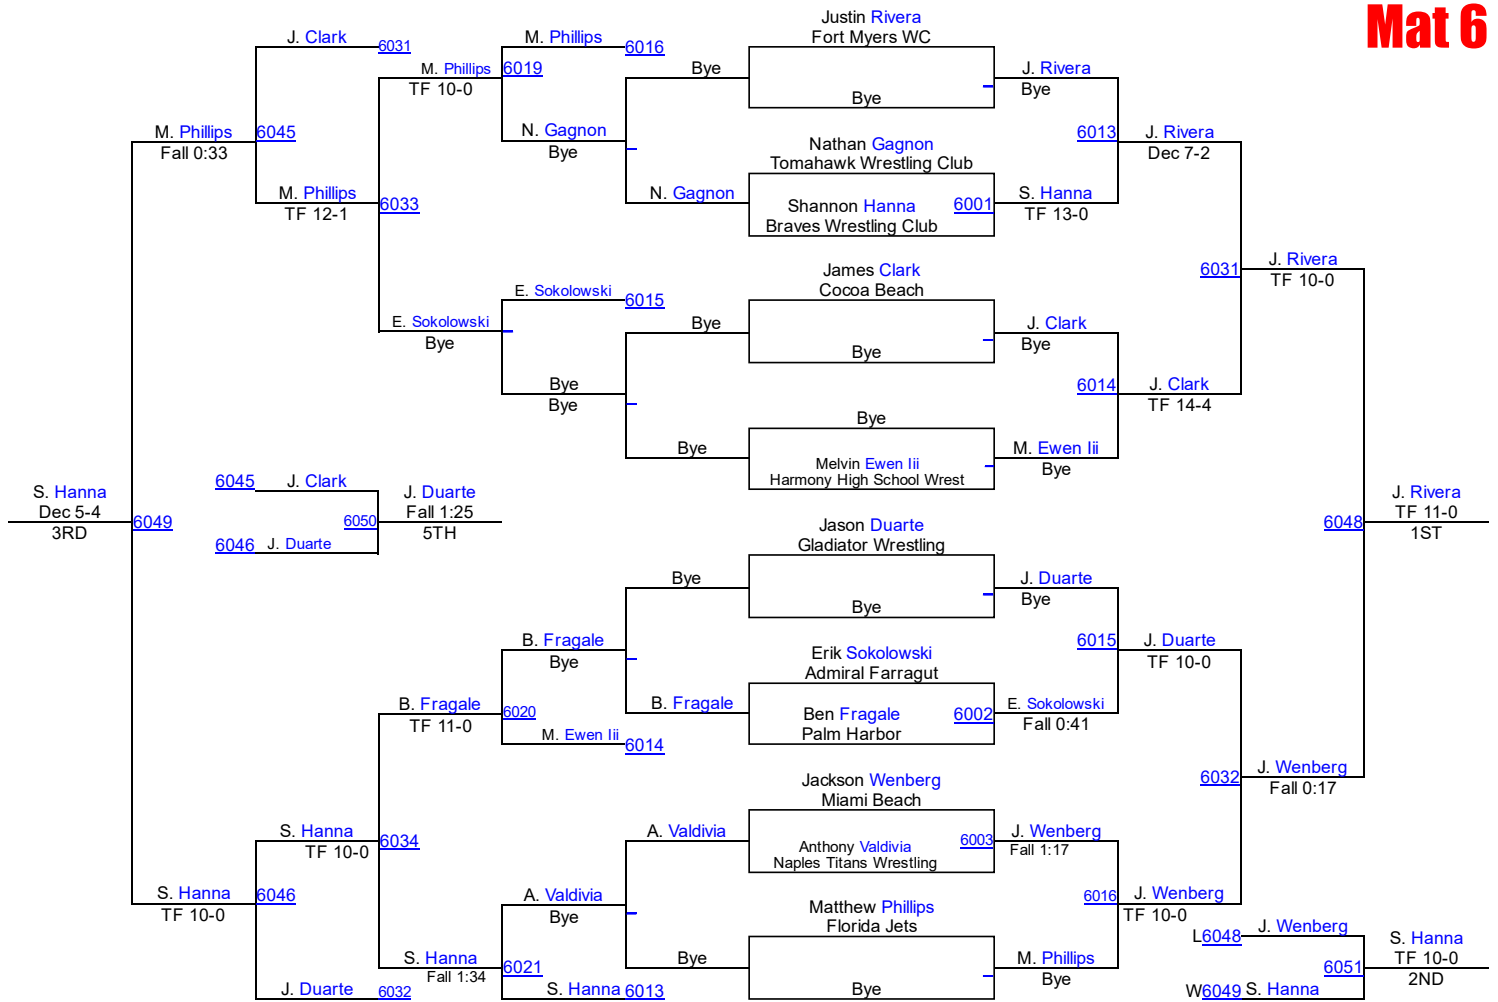 Mat 6
Justin Rivera
Fort Myers WC
Bye
J. Clark
6031
M. Phillips
6016
M. Phillips
TF 10-0
6019
Bye
J. Rivera
Bye
M. Phillips
Fall 0:33
6045
N. Gagnon
Bye
Nathan Gagnon
Tomahawk Wrestling Club
Shannon Hanna
Braves Wrestling Club
6001
6013
J. Rivera
Dec 7-2
M. Phillips
TF 12-1
6033
N. Gagnon
S. Hanna
TF 13-0
James Clark
Cocoa Beach
Bye
6031
J. Rivera
TF 10-0
E. Sokolowski
6015
E. Sokolowski
Bye
Bye
J. Clark
Bye
Bye
Bye
6014
J. Clark
TF 14-4
Bye
Melvin Ewen Iii
Harmony High School Wrest
Bye
M. Ewen Iii
Bye
S. Hanna
Dec 5-4
3RD
6049
6045
J. Clark
6050
J. Duarte
Fall 1:25
5TH
6046
J. Duarte
6048
J. Rivera
TF 11-0
1ST
Jason Duarte
Gladiator Wrestling
Bye
Bye
J. Duarte
Bye
B. Fragale
Bye
Erik Sokolowski
Admiral Farragut
Ben Fragale
Palm Harbor
6002
6015
J. Duarte
TF 10-0
B. Fragale
TF 11-0
6020
B. Fragale
E. Sokolowski
Fall 0:41
M. Ewen Iii
6014
Jackson Wenberg
Miami Beach
Anthony Valdivia
Naples Titans Wrestling
6003
6032
J. Wenberg
Fall 0:17
S. Hanna
TF 10-0
6034
A. Valdivia
J. Wenberg
Fall 1:17
S. Hanna
TF 10-0
6046
A. Valdivia
Bye
Matthew Phillips
Florida Jets
Bye
6016
J. Wenberg
TF 10-0
S. Hanna
Fall 1:34
6021
Bye
M. Phillips
Bye
L6048
J. Wenberg
6051
S. Hanna
TF 10-0
2ND
J. Duarte
6032
S. Hanna
6013
W6049
S. Hanna